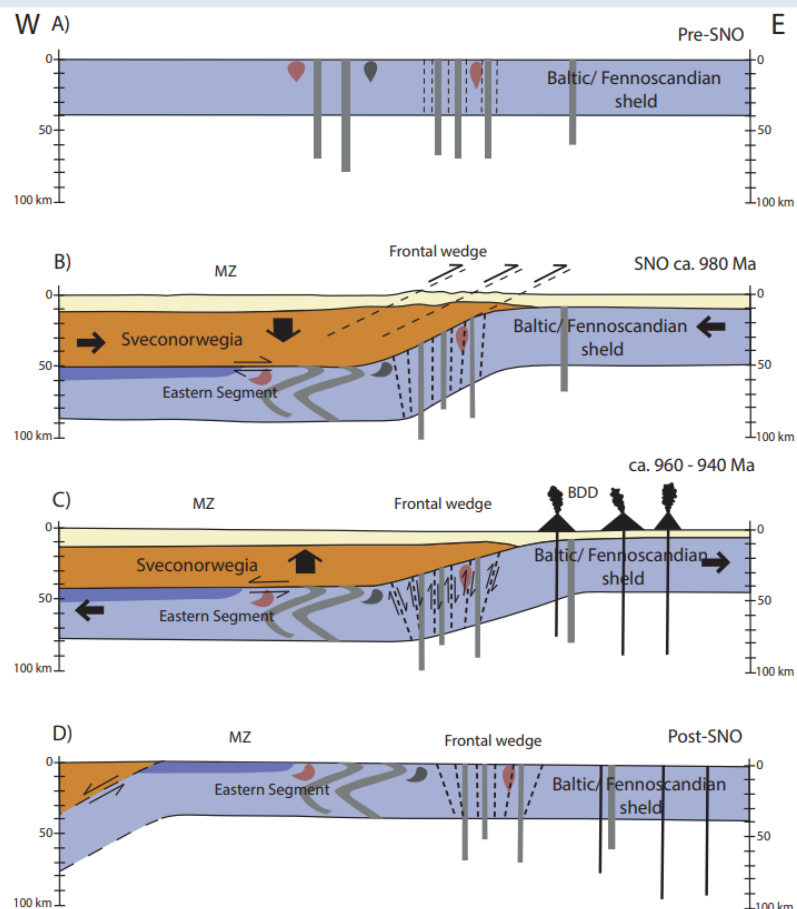 W A) E
Pre-SNO
0 0
Baltic/ Fennoscandian
sheld
50 50
100 km 100 km
B) Frontal wedge
MZ SNO ca. 980 Ma
0 0
Sveconorwegia Baltic/ Fennoscandian
sheld
50 50
Eastern Segment
100 km 100 km
ca. 960 - 940 Ma
C) MZ Frontal wedge BDD
0 0
Sveconorwegia Baltic/ Fennoscandian
sheld
50 50
Eastern Segment
100 km 100 km
D) MZ Frontal wedge Post-SNO
0 0
Eastern Segment Baltic/ Fennoscandian
sheld
50 50
100 km 100 km